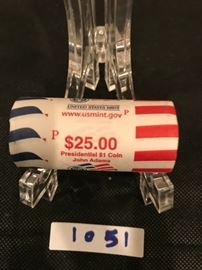 UNITED STATES MINT
www.usmint.gov P
P $25.00
Presidential $1 Coin
John Adams
1051